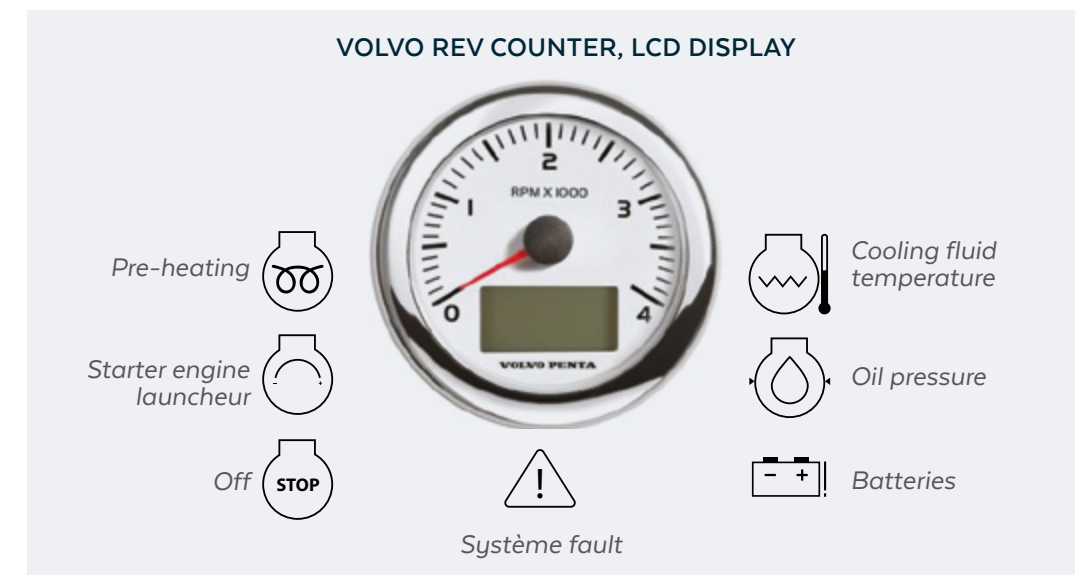 VOLVO REV COUNTER, LCD DISPLAY
2
RPM X 1000
1
3
Pre-heating
Cooling fluid
temperature
0
4
VOLVO PENTA
Starter engine
launcheur
- +
Oil pressure
Off
STOP
!
- + !
Batteries
Système fault